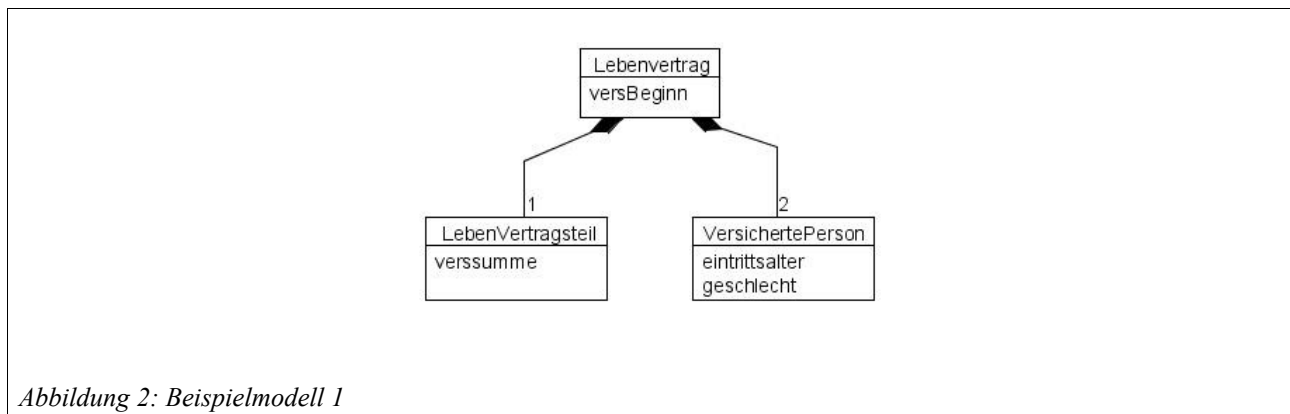 Lebenvertrag
versBeginn
1
2
LebenVertragsteil
VersichertePerson
verssumme
eintrittsalter
geschlecht
Abbildung 2: Beispielmodell 1